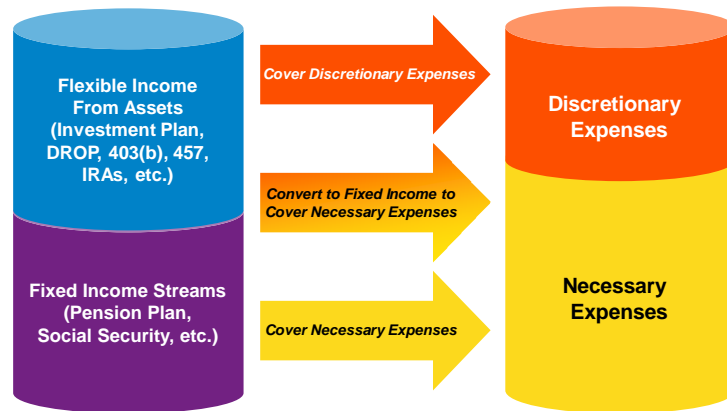 Flexible Income
From Assets
(Investment Plan,
DROP, 403(b), 457,
IRAs, etc.)
Fixed Income Streams
(Pension Plan,
Social Security, etc.)
Cover Discretionary Expenses
Convert to Fixed Income to
Cover Necessary Expenses
Cover Necessary Expenses
Discretionary
Expenses
Necessary
Expenses